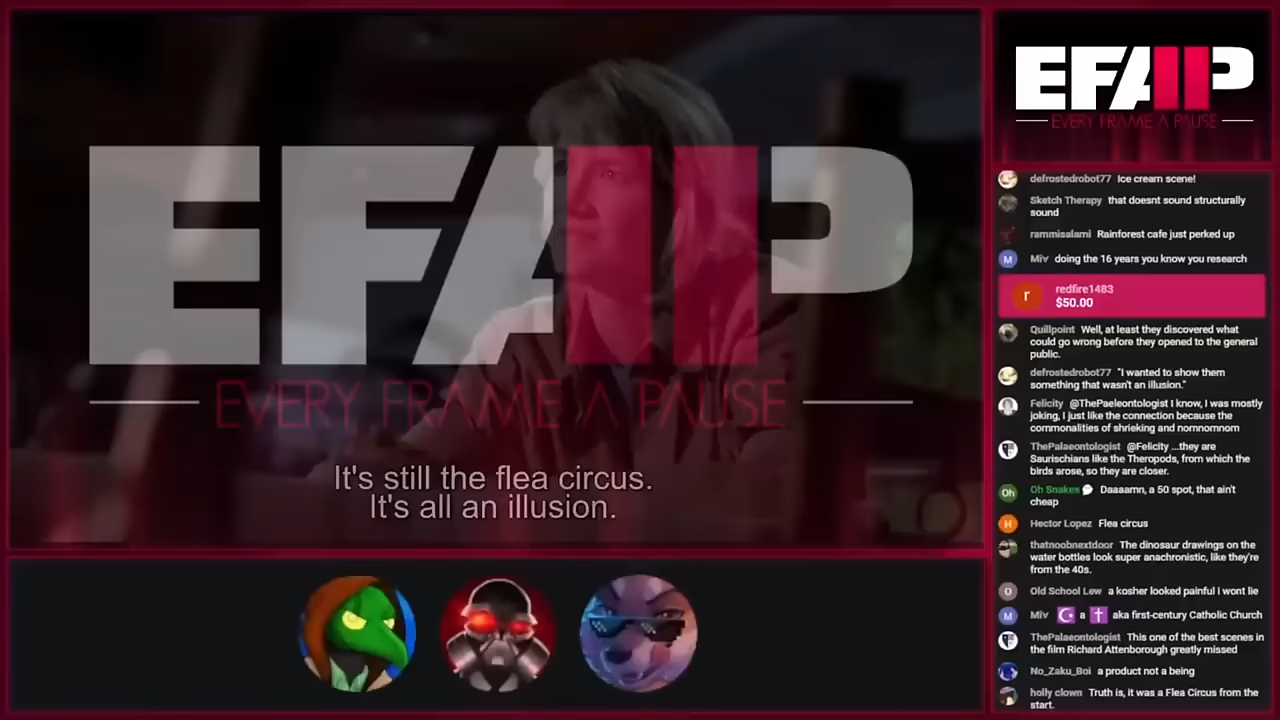 EFAP
EVERY FRAME A PAUSE
It's still the flea circus.
It's all an illusion.
EFAP
EVERY FRAME A PAUSE
defrostedrobot77 Ice cream scene!
Sketch Therapy that doesnt sound structurally
sound
rammisalami Rainforest cafe just perked up
M
Miv doing the 16 years you know you research
r
redfire1483
$50.00
Quillpoint Well, at least they discovered what
could go wrong before they opened to the general
public.
defrostedrobot77 "I wanted to show them
something that wasn't an illusion."
Felicity @ThePaeleontologist I know, I was mostly
joking, I just like the connection because the
commonalities of shrieking and nomnomnom
ThePalaeontologist @Felicity ...they are
Saurischians like the Theropods, from which the
birds arose, so they are closer.
Oh
Oh Snakes Daaaamn, a 50 spot, that ain't
cheap
H
Hector Lopez Flea circus
thatnoobnextdoor The dinosaur drawings on the
water bottles look super anachronistic, like they're
from the 40s.
O
Old School Lew a kosher looked painful i wont lie
M
Miv ☪ a ✝ aka first-century Catholic Church
ThePalaeontologist This one of the best scenes in
the film Richard Attenborough greatly missed
No_Zaku_Boi a product not a being
holly clown Truth is, it was a Flea Circus from the
start.